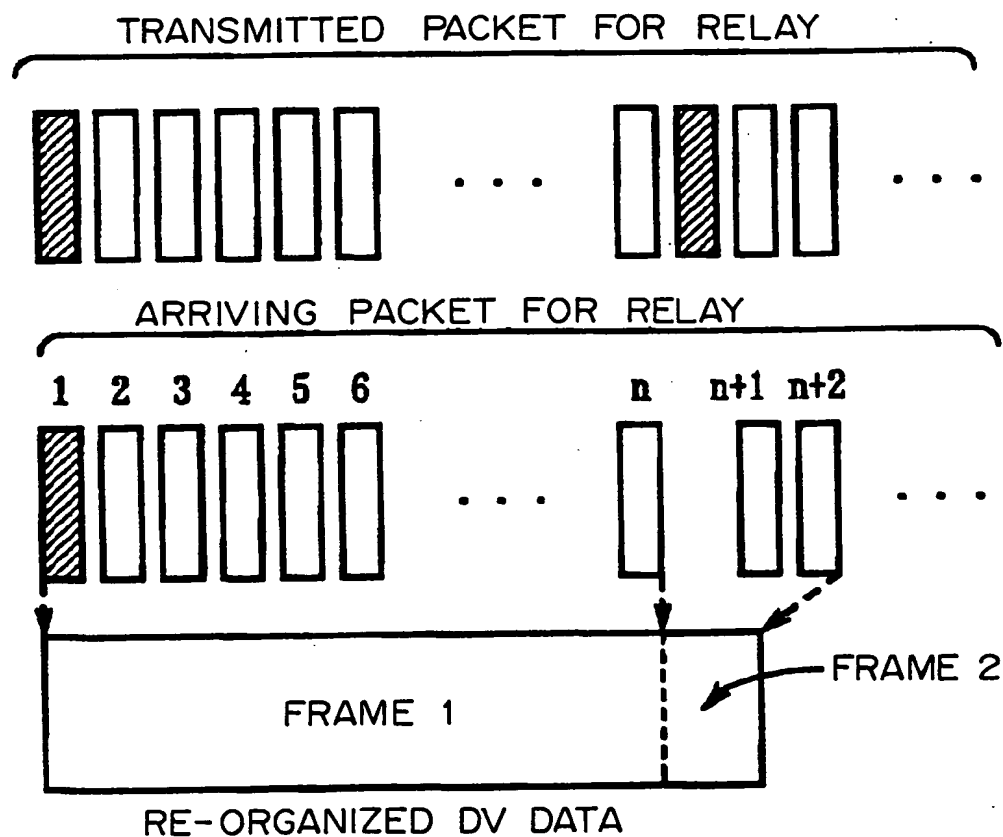 TRANSMITTED PACKET FOR RELAY
. . .
. . .
ARRIVING PACKET FOR RELAY
1 2 3 4 5 6 n n+1 n+2
. . .
. . .
FRAME 1
FRAME 2
RE-ORGANIZED DV DATA